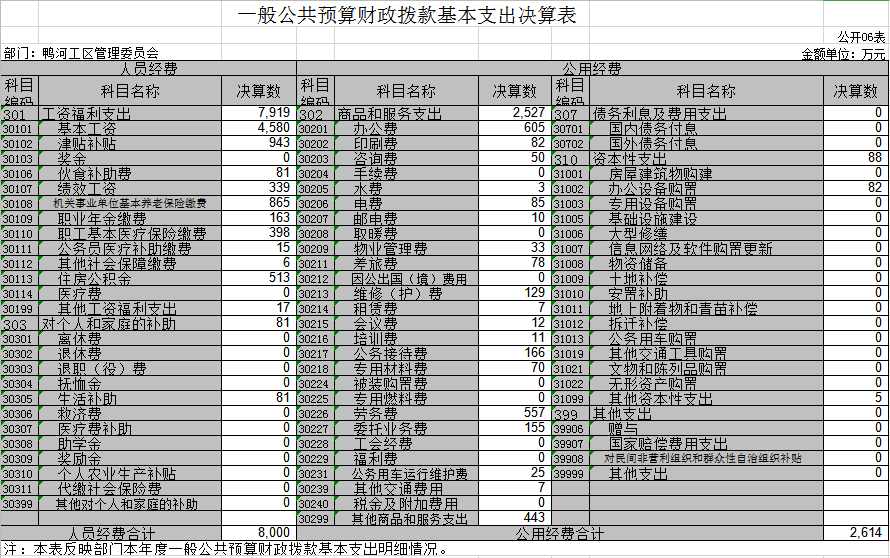 一般公共预算财政拨款基本支出决算表
公开06表
部门：鸭河工区管理委员会 金额单位：万元
人员经费 公用经费
科目编码 科目名称 决算数 科目编码 科目名称 决算数 科目编码 科目名称 决算数
301 工资福利支出 7,919 302 商品和服务支出 2,527 307 债务利息及费用支出 0
30101 基本工资 4,580 30201 办公费 605 30701 国内债务付息 0
30102 津贴补贴 943 30202 印刷费 82 30702 国外债务付息 0
30103 奖金 0 30203 咨询费 50 310 资本性支出 88
30106 伙食补助费 81 30204 手续费 0 31001 房屋建筑物购建 0
30107 绩效工资 339 30205 水费 3 31002 办公设备购置 82
30108 机关事业单位基本养老保险缴费 865 30206 电费 85 31003 专用设备购置 0
30109 职业年金缴费 163 30207 邮电费 10 31005 基础设施建设 0
30110 职工基本医疗保险缴费 398 30208 取暖费 0 31006 大型修缮 0
30111 公务员医疗补助缴费 15 30209 物业管理费 33 31007 信息网络及软件购置更新 0
30112 其他社会保障缴费 6 30211 差旅费 78 31008 物资储备 0
30113 住房公积金 513 30212 因公出国（境）费用 0 31009 土地补偿 0
30114 医疗费 0 30213 维修（护）费 129 31010 安置补助 0
30199 其他工资福利支出 17 30214 租赁费 7 31011 地上附着物和青苗补偿 0
303 对个人和家庭的补助 81 30215 会议费 12 31012 拆迁补偿 0
30301 离休费 0 30216 培训费 11 31013 公务用车购置 0
30302 退休费 0 30217 公务接待费 166 31019 其他交通工具购置 0
30303 退职（役）费 0 30218 专用材料费 70 31021 文物和陈列品购置 0
30304 抚恤金 0 30224 被装购置费 0 31022 无形资产购置 0
30305 生活补助 81 30225 专用燃料费 0 31099 其他资本性支出 5
30306 救济费 0 30226 劳务费 557 399 其他支出 0
30307 医疗费补助 0 30227 委托业务费 155 39906 赠与 0
30308 助学金 0 30228 工会经费 0 39907 国家赔偿费用支出 0
30309 奖励金 0 30229 福利费 0 39908 对民间非营利组织和群众性自治组织补贴 0
30310 个人农业生产补贴 0 30231 公务用车运行维护费 25 39999 其他支出 0
30311 代缴社会保险费 0 30239 其他交通费用 7
30399 其他对个人和家庭的补助 0 30240 税金及附加费用 0
30299 其他商品和服务支出 443
人员经费合计 8,000 公用经费合计 2,614
注：本表反映部门本年度一般公共预算财政拨款基本支出明细情况。